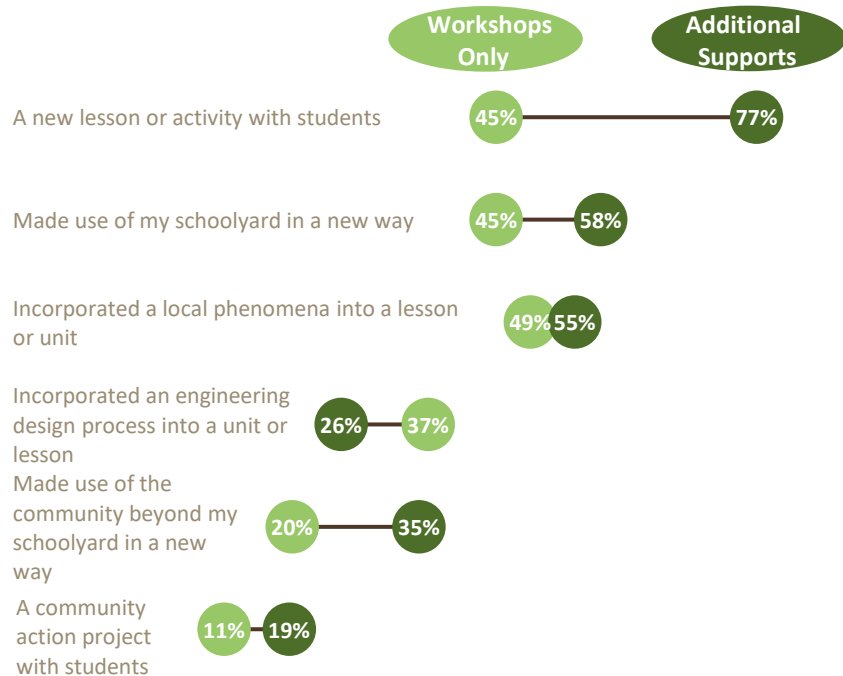 Workshops
Only
Additional
Supports
A new lesson or activity with students
45%
77%
Made use of my schoolyard in a new way
45%
58%
Incorporated a local phenomena into a lesson
or unit
49%
55%
Incorporated an engineering
design process into a unit or
lesson
26%
37%
Made use of the
community beyond my
schoolyard in a new
way
20%
35%
A community
action project
with students
11%
19%